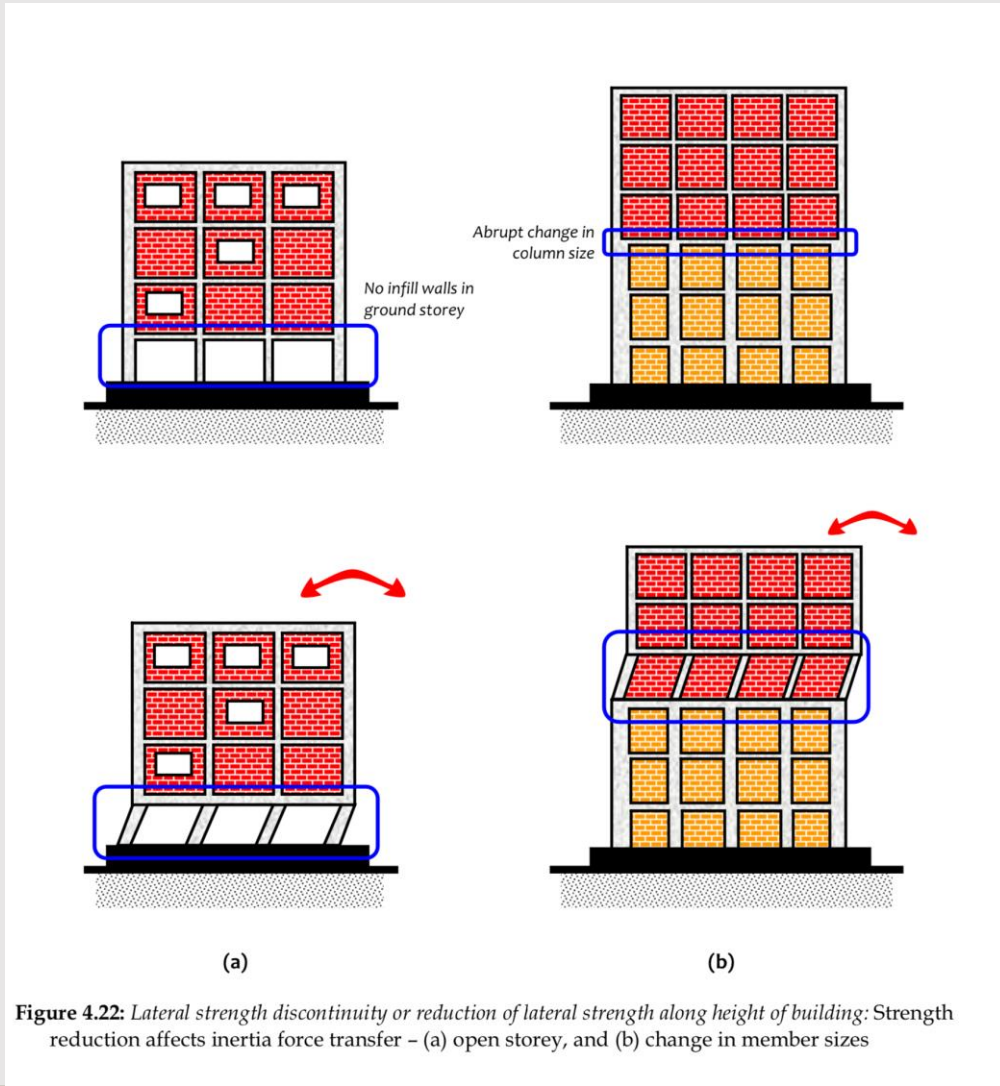 Abrupt change in
column size
No infill walls in
ground storey
(a)
(b)
Figure 4.22: Lateral strength discontinuity or reduction of lateral strength along height of building: Strength
reduction affects inertia force transfer – (a) open storey, and (b) change in member sizes